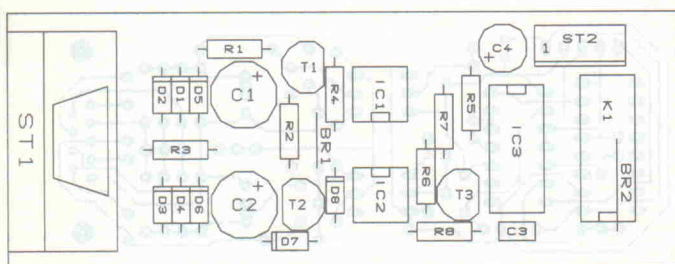 ST1
R1
D2
D1
D5
C1
+
T1
R2
R3
BR1
R4
IC1
D3
D4
D6
C2
+
T2
D7
D8
IC2
R6
R7
R5
C4
+
1
ST2
IC3
T3
R8
C3
K1
BR2